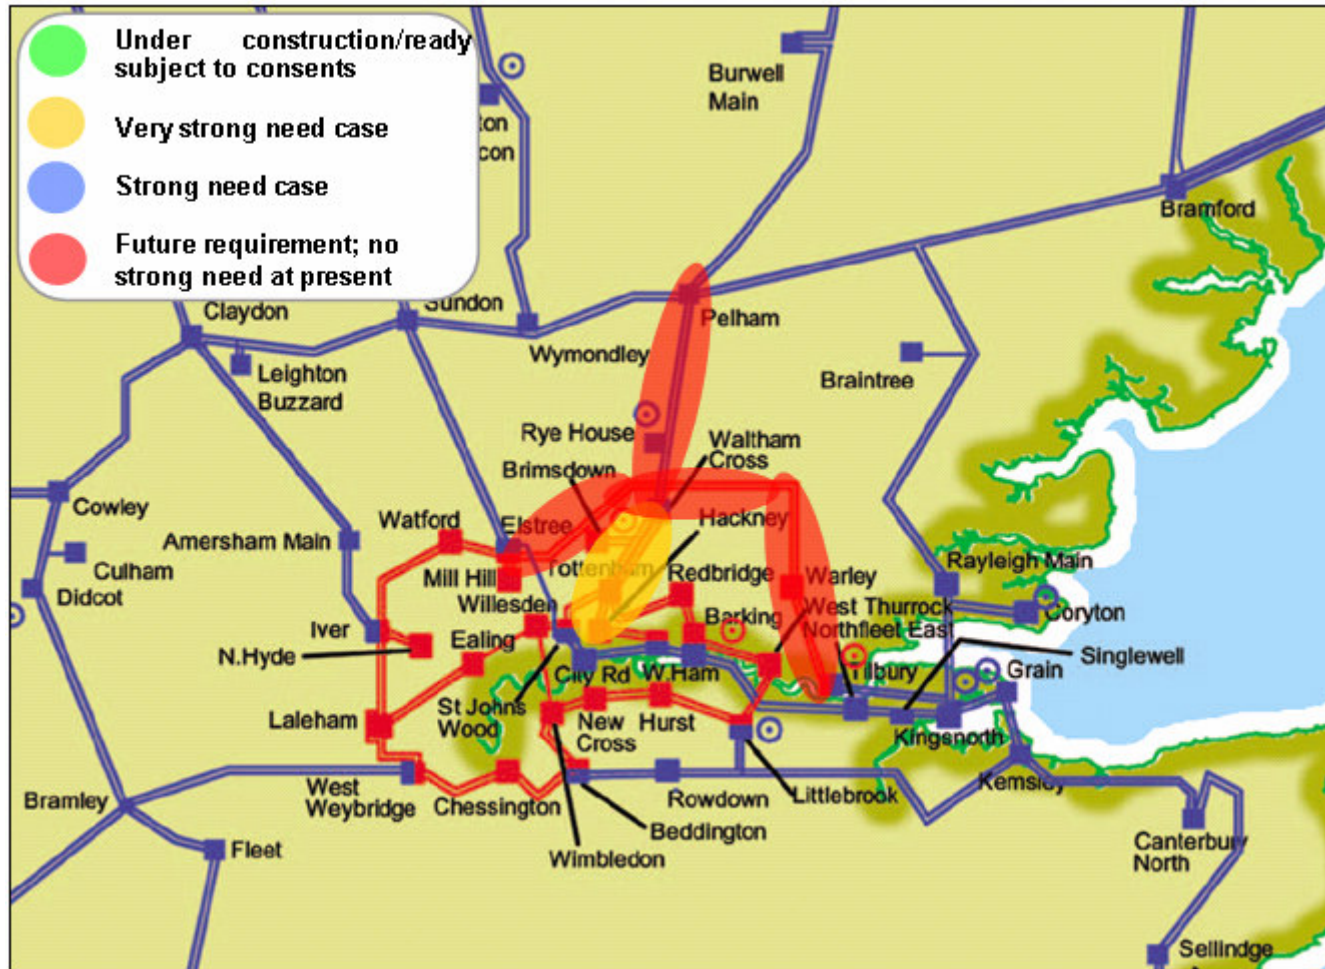 Under construction/ready
subject to consents
Very strong need case
Strong need case
Future requirement; no
strong need at present
Burwell
Main
ton
con
Bramford
Claydon
Sundon
Pelham
Wymondley
Leighton
Buzzard
Braintree
Rye House
Waltham
Cross
Brimsdown
Cowley
Watford
Elstree
Hackney
Amersham Main
Culham
Mill Hill
Tottenham
Redbridge
Warley
Rayleigh Main
Didcot
Willesden
West Thurrock
Coryton
Iver
Ealing
Barking
Northfleet East
N.Hyde
Singlewell
City Rd
W.Ham
Tilbury
Grain
Laleham
St Johns
Wood
New
Cross
Hurst
Kingsnorth
Kemsley
West
Weybridge
Chessington
Rowdown
Littlebrook
Bramley
Beddington
Fleet
Wimbledon
Canterbury
North
Sellindge